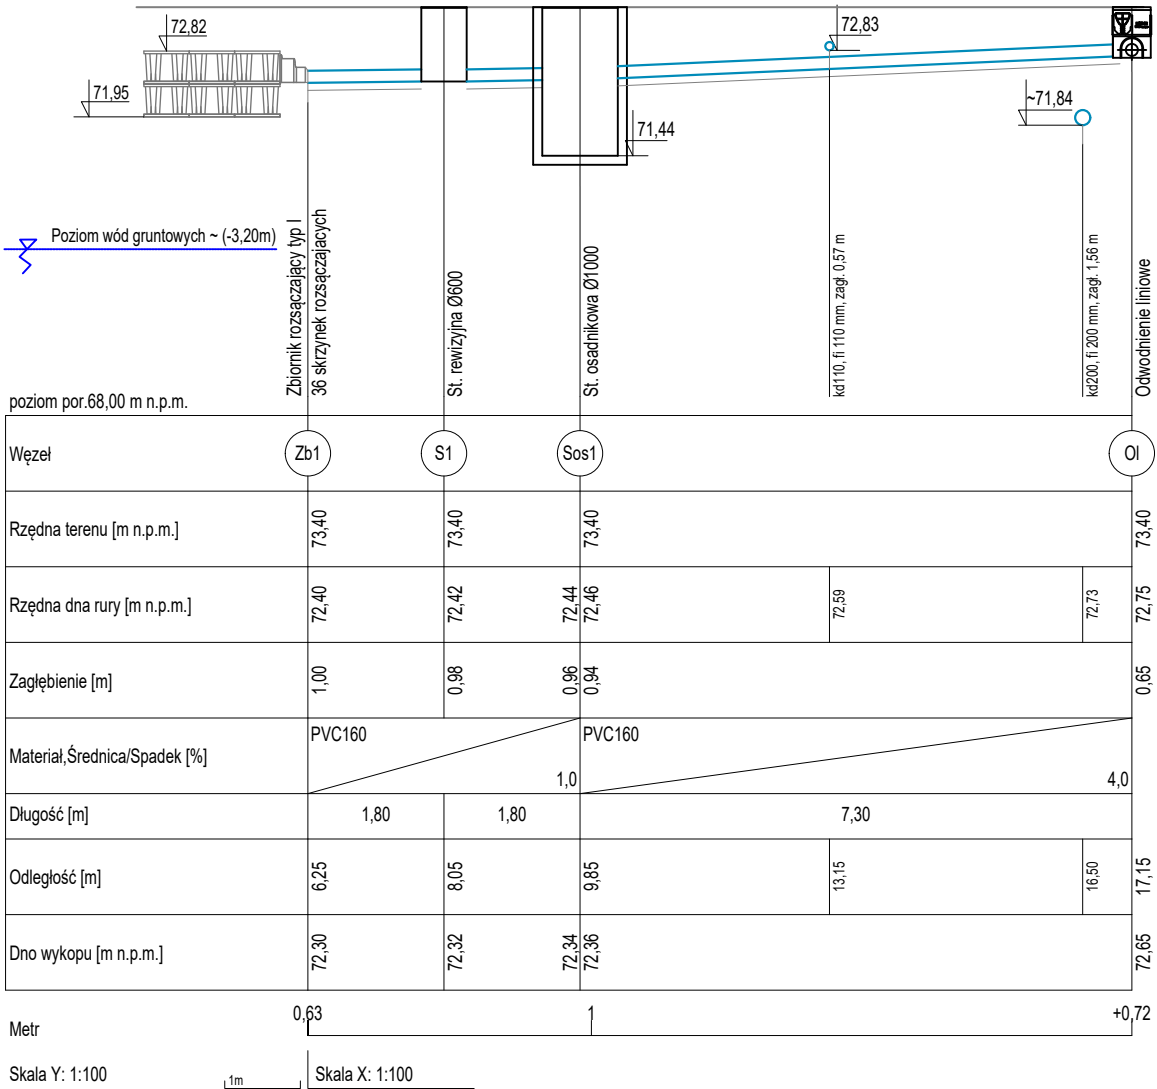 72,82
72,83
71,95
~71,84
71,44
Poziom wód gruntowych ~ (-3,20m)
Zbiornik rozsączający typ I
36 skrzynek rozsączajacych
St. rewizyjna Ø600
St. osadnikowa Ø1000
kd110, fi 110 mm, zagł. 0,57 m
kd200, fi 200 mm, zagł. 1,56 m
Odwodnienie liniowe
poziom por.68,00 m n.p.m.
Węzeł Zb1 S1 Sos1 Ol
Rzędna terenu [m n.p.m.] 73,40 73,40 73,40 73,40
Rzędna dna rury [m n.p.m.] 72,40 72,42 72,44 72,46 72,59 72,73 72,75
Zagłębienie [m] 1,00 0,98 0,96 0,94 0,65
Materiał,Średnica/Spadek [%] PVC160 1,0 PVC160 4,0
Długość [m] 1,80 1,80 7,30
Odległość [m] 6,25 8,05 9,85 13,15 16,50 17,15
Dno wykopu [m n.p.m.] 72,30 72,32 72,34 72,36 72,65
Metr 0,63 1 +0,72
Skala Y: 1:100 1m Skala X: 1:100